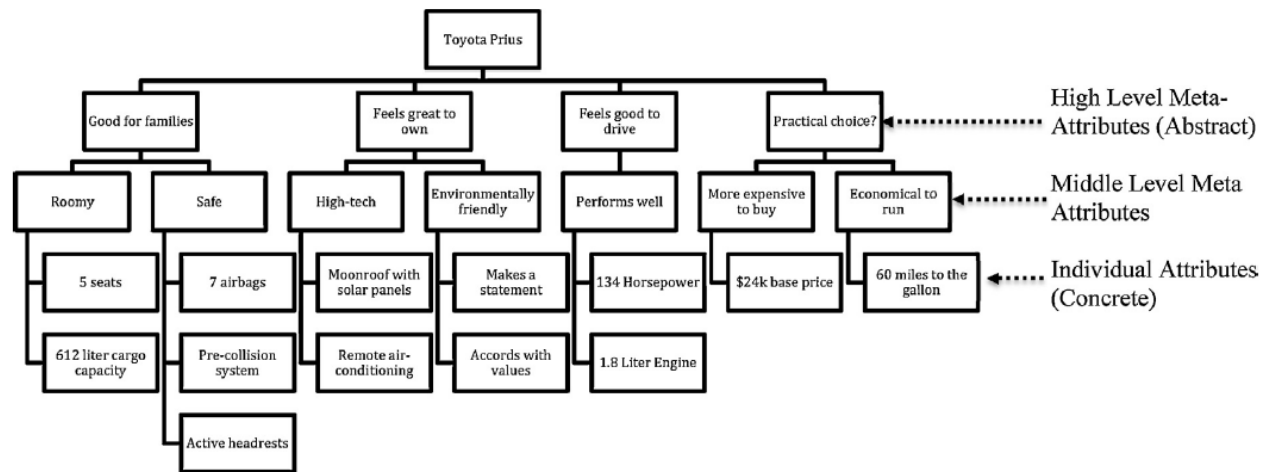 Toyota Prius
Good for families
Feels great to
own
Feels good to
drive
Practical choice?
High Level Meta-
Attributes (Abstract)
Roomy
Safe
High-tech
Environmentally
friendly
Performs well
More expensive
to buy
Economical to
run
Middle Level Meta
Attributes
5 seats
7 airbags
Moonroof with
solar panels
Makes a
statement
134 Horsepower
$24k base price
60 miles to the
gallon
Individual Attributes
(Concrete)
612 liter cargo
capacity
Pre-collision
system
Remote air-
conditioning
Accords with
values
1.8 Liter Engine
Active headrests